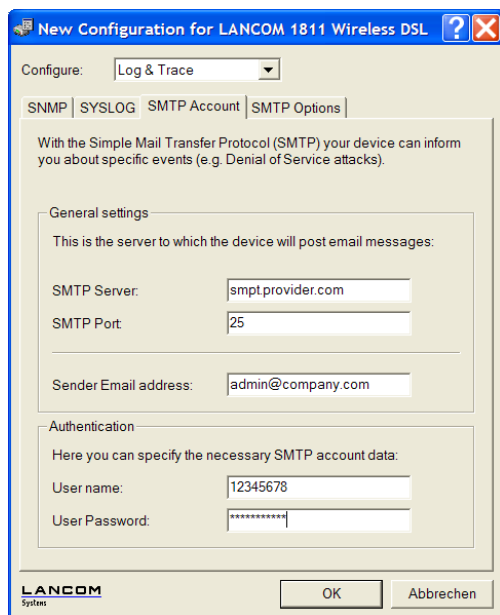 New Configuration for LANCOM 1811 Wireless DSL
Configure: Log & Trace
SNMP SYSLOG SMTP Account SMTP Options
With the Simple Mail Transfer Protocol (SMTP) your device can inform
you about specific events (e.g. Denial of Service attacks).
General settings
This is the server to which the device will post email messages:
SMTP Server: smpt.provider.com
SMTP Port: 25
Sender Email address: admin@company.com
Authentication
Here you can specify the necessary SMTP account data:
User name: 12345678
User Password: ***********
LANCOM
Systems
OK Abbrechen